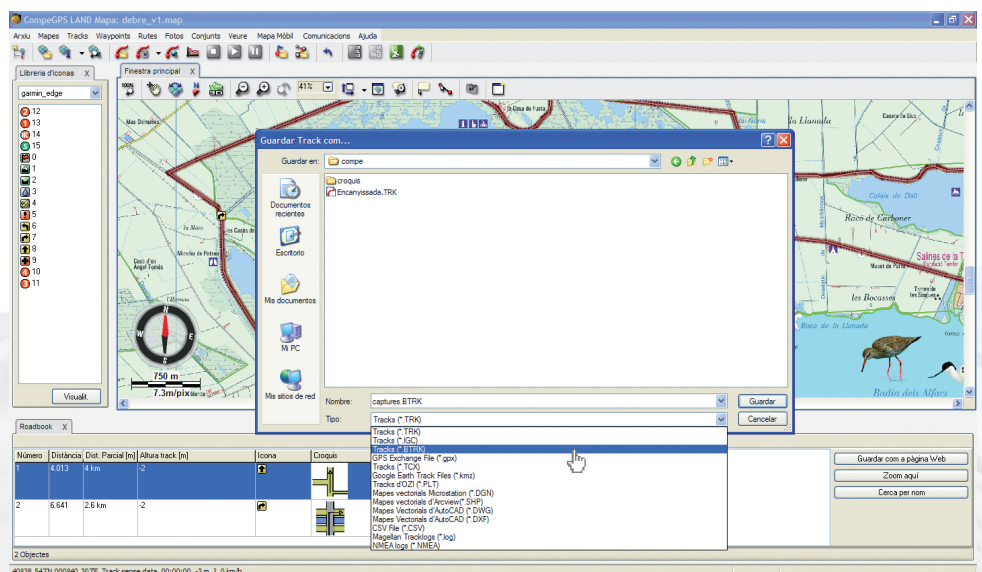 CompeGPS LAND Mapa: debre_v1.map
Arxiu Mapes Tracks Waypoints Rutes Fotos Conjunts Veure Mapa Mòbil Comunicacions Ajuda
Llibreria d'icones X
Finestra principal X
garmin_edge
100%
41%
12
13
14
15
0
1
2
3
4
5
6
7
8
9
10
11
Visualit.
Mas Dornabas
la Casa de Fusta
la Llanada
Calaix de Dalt
Racó de Carboner
Salines de la T
les Bocasses
Boca de la Llanada
Badia dels Alfacs
Casa d'en Angel Tomàs
N
W
E
S
750 m
7.3m/pix
Guardar Track com...
Guardar en:
compe
croquis
Encanyissada.TRK
Documentos recientes
Escritorio
Mis documentos
Mi PC
Mis sitios de red
Nombre:
captures.BTRK
Guardar
Tipo:
Tracks (*.TRK)
Cancelar
Tracks (*.TRK)
Tracks (*.IGC)
Tracks (*.BTRK)
GPS Exchange File (*.gpx)
Tracks (*.TCX)
Google Earth Track Files (*.kmz)
Tracks d'OZI (*.PLT)
Mapes vectorials Microstation (*.DGN)
Mapes vectorials d'Arcview(*.SHP)
Mapes Vectorials d'AutoCAD (*.DWG)
Mapes Vectorials d'AutoCAD (*.DXF)
CSV File (*.CSV)
Magellan Tracklogs (*.log)
NMEA logs (*.NMEA)
Roadbook X
Número Distància Dist. Parcial [m] Altura track [m] Icona Croquis
1 4.013 4 km -2
2 6.641 2.6 km -2
Guardar com a pàgina Web
Zoom aquí
Cerca per nom
2 Objectes